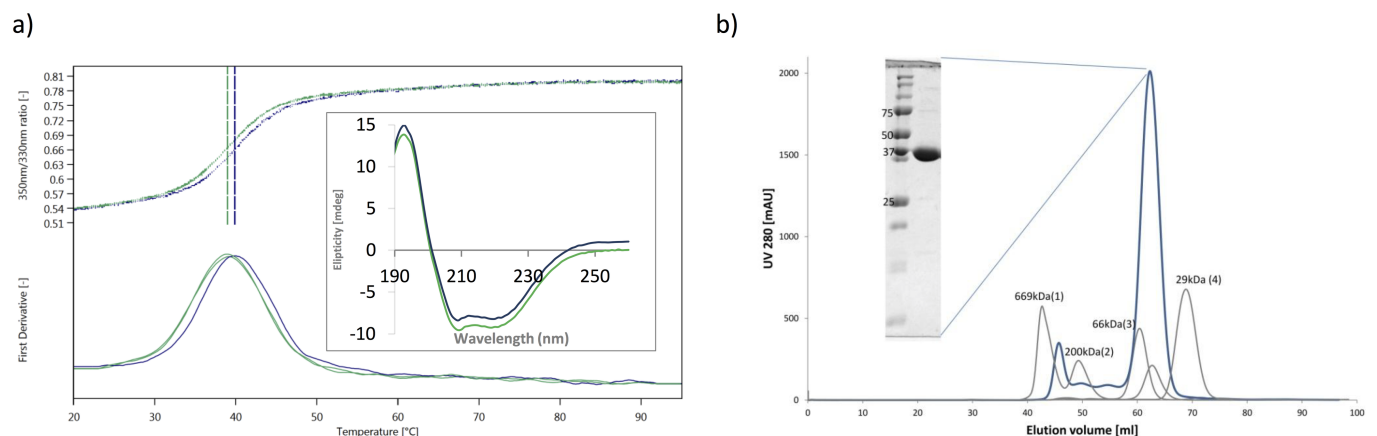 a)
350nm/330nm ratio [-]
0.81
0.78
0.75
0.72
0.69
0.66
0.63
0.6
0.57
0.54
0.51
First Derivative [-]
20 30 40 50 60 70 80 90
Temperature [°C]
Elipticity [mdeg]
15
10
5
0
-5
-10
190 210 230 250
Wavelength (nm)
b)
UV 280 [mAU]
2000
1500
1000
500
0
75
50
37
25
669kDa(1)
200kDa(2)
66kDa(3)
29kDa (4)
0 10 20 30 40 50 60 70 80 90 100
Elution volume [ml]